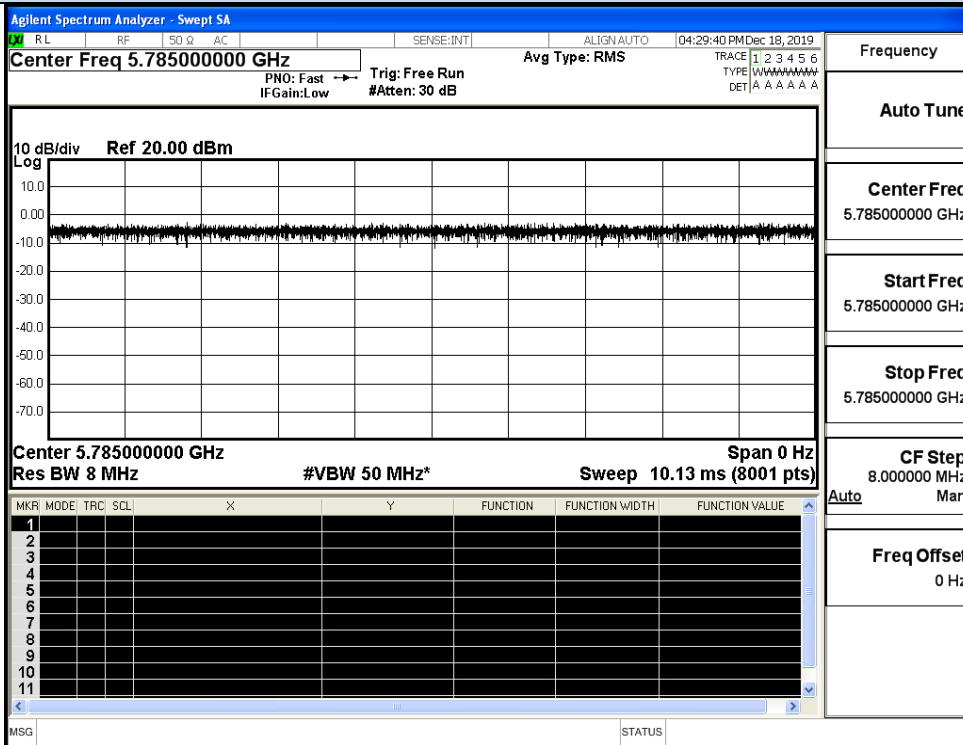 Agilent Spectrum Analyzer - Swept SA
LXI RL RF 50 Ω AC SENSE:INT ALIGN AUTO 04:29:40 PM Dec 18, 2019
Center Freq 5.785000000 GHz
PNO: Fast
IFGain:Low
Trig: Free Run
#Atten: 30 dB
Avg Type: RMS
TRACE 1 2 3 4 5 6
TYPE W
DET A A A A A A
10 dB/div Ref 20.00 dBm
Log
10.0
0.00
-10.0
-20.0
-30.0
-40.0
-50.0
-60.0
-70.0
Center 5.785000000 GHz Span 0 Hz
Res BW 8 MHz #VBW 50 MHz* Sweep 10.13 ms (8001 pts)
MKR MODE TRC SCL X Y FUNCTION FUNCTION WIDTH FUNCTION VALUE
1
2
3
4
5
6
7
8
9
10
11
MSG STATUS
Frequency
Auto Tune
Center Freq
5.785000000 GHz
Start Freq
5.785000000 GHz
Stop Freq
5.785000000 GHz
CF Step
8.000000 MHz
Auto Man
Freq Offset
0 Hz